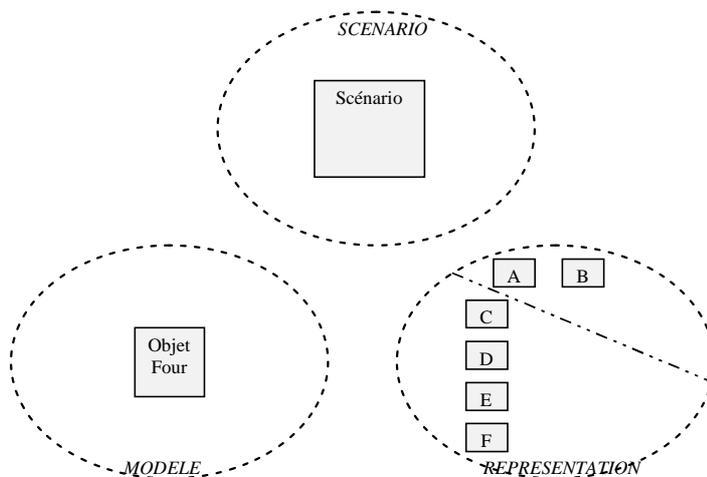 SCENARIO
Scénario
Objet
Four
MODELE
A B
C
D
E
F
REPRESENTATION